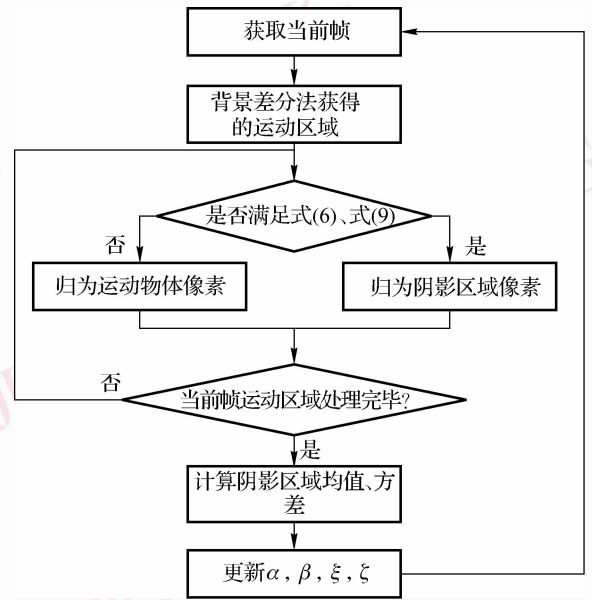 获取当前帧
背景差分法获得
的运动区域
是否满足式(6)、式(9)
否
是
归为运动物体像素
归为阴影区域像素
否
当前帧运动区域处理完毕?
是
计算阴影区域均值、方
差
更新α,β,ξ,ζ